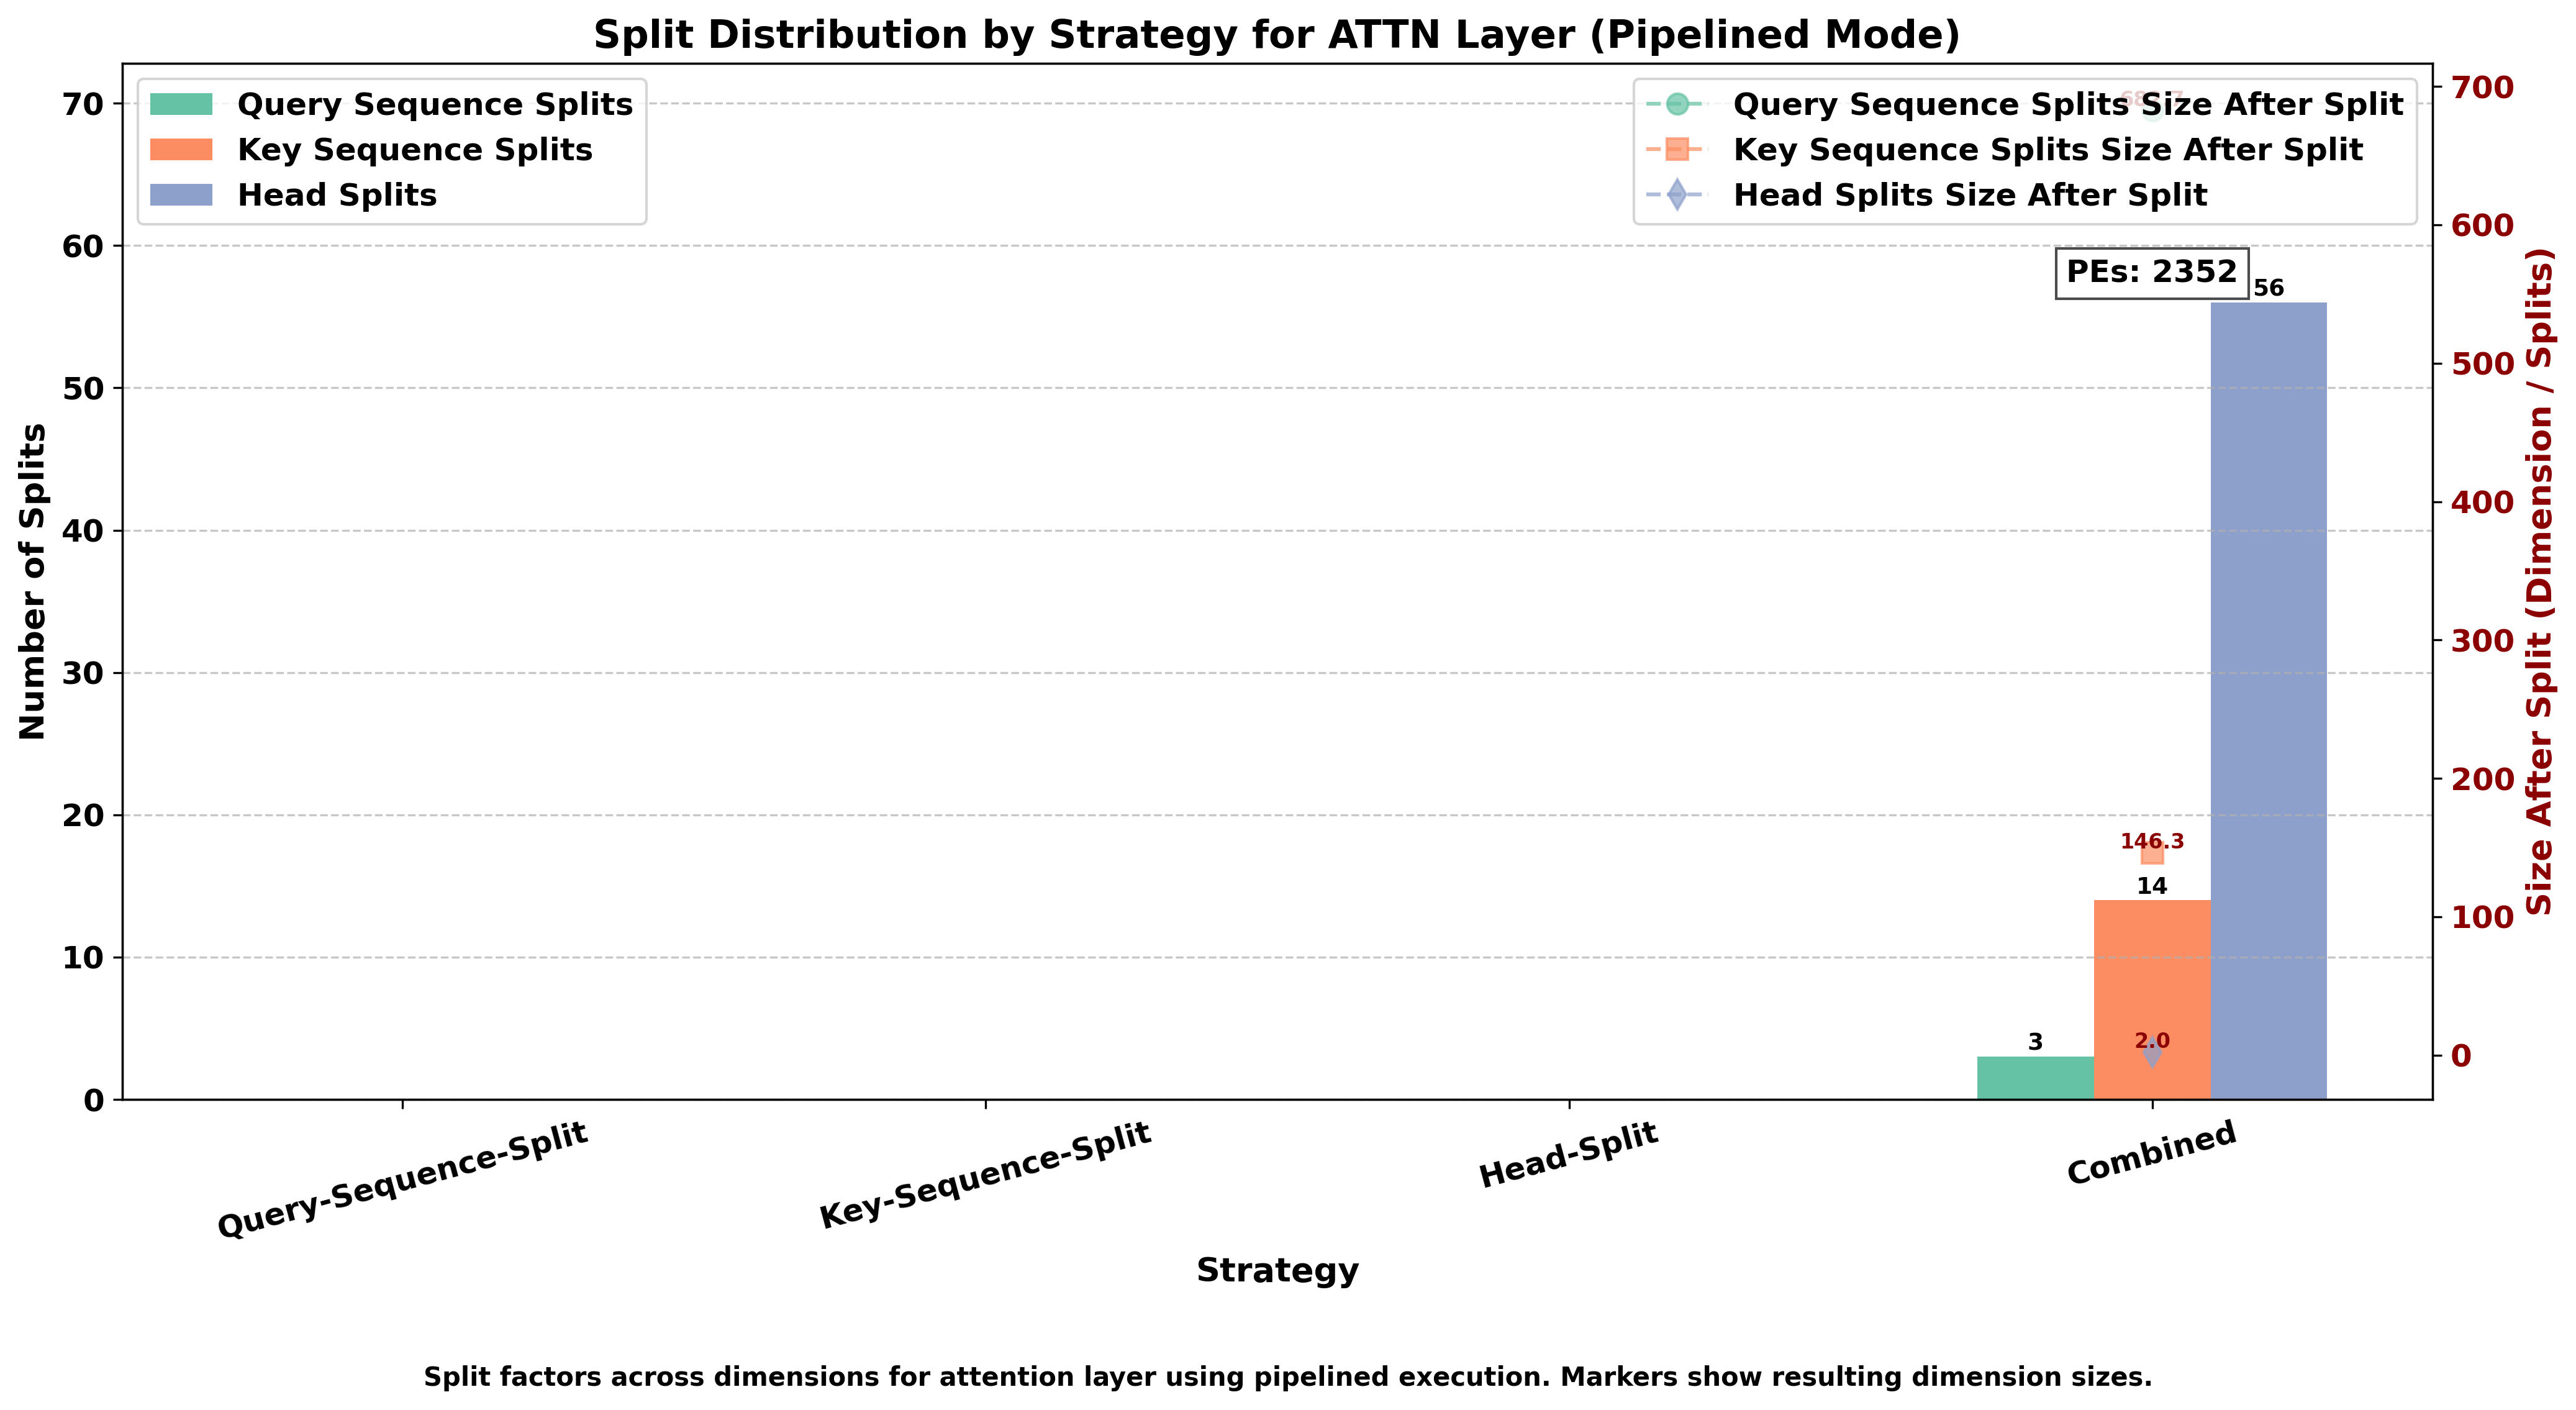 Split Distribution by Strategy for ATTN Layer (Pipelined Mode)
Query Sequence Splits
Key Sequence Splits
Head Splits
Query Sequence Splits Size After Split
Key Sequence Splits Size After Split
Head Splits Size After Split
Number of Splits
70
60
50
40
30
20
10
0
Size After Split (Dimension / Splits)
700
600
500
400
300
200
100
0
PEs: 2352
56
146.3
14
3
2.0
Query-Sequence-Split
Key-Sequence-Split
Head-Split
Combined
Strategy
Split factors across dimensions for attention layer using pipelined execution. Markers show resulting dimension sizes.